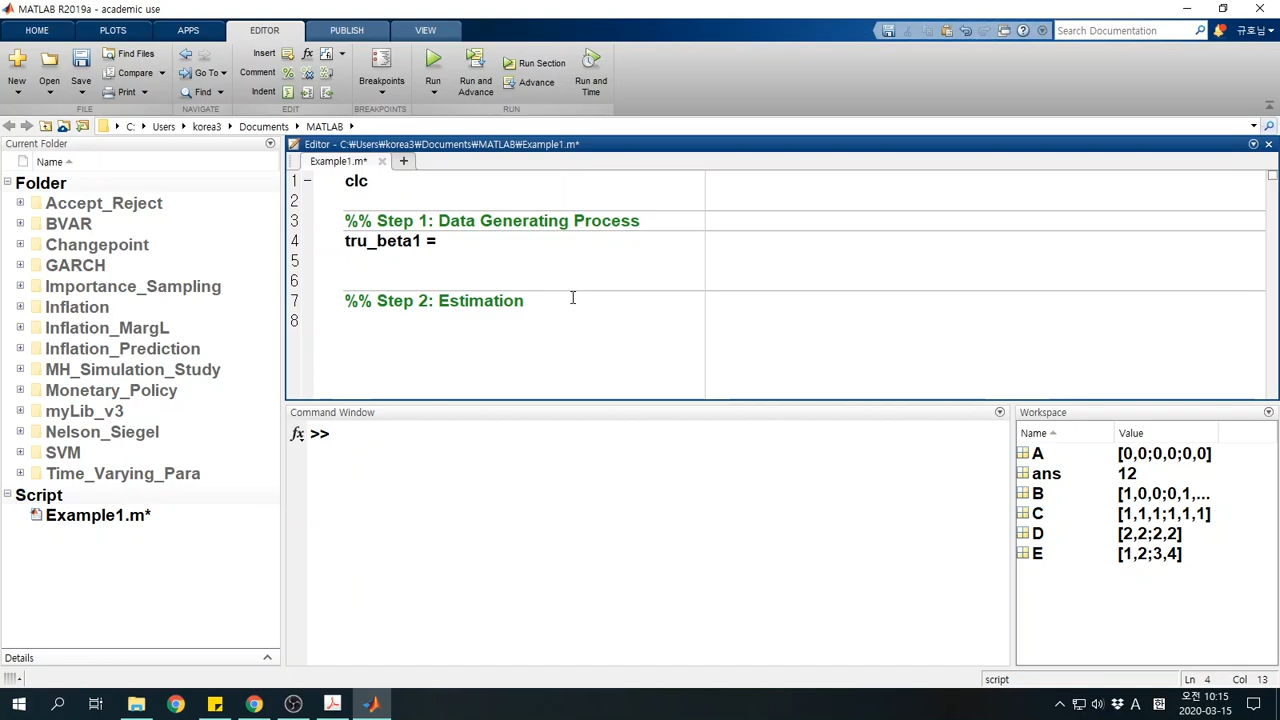 MATLAB R2019a - academic use
HOME PLOTS APPS EDITOR PUBLISH VIEW
Search Documentation
규호님
New Open Save
Find Files
Compare
Print
FILE
Go To
Find
NAVIGATE
Insert
Comment
Indent
EDIT
Breakpoints
BREAKPOINTS
Run
Run and Advance
Run Section
Advance
Run and Time
RUN
C: Users korea3 Documents MATLAB
Current Folder
Name
Folder
Accept_Reject
BVAR
Changepoint
GARCH
Importance_Sampling
Inflation
Inflation_MargL
Inflation_Prediction
MH_Simulation_Study
Monetary_Policy
myLib_v3
Nelson_Siegel
SVM
Time_Varying_Para
Script
Example1.m*
Details
Editor - C:₩Users₩korea3₩Documents₩MATLAB₩Example1.m*
Example1.m*
1 clc
2
3 %% Step 1: Data Generating Process
4 tru_beta1 =
5
6
7 %% Step 2: Estimation
8
Command Window
fx >>
Workspace
Name Value
A [0,0;0,0;0,0]
ans 12
B [1,0,0;0,1,...
C [1,1,1;1,1,1]
D [2,2;2,2]
E [1,2;3,4]
script Ln 4 Col 13
A 한 오전 10:15
2020-03-15